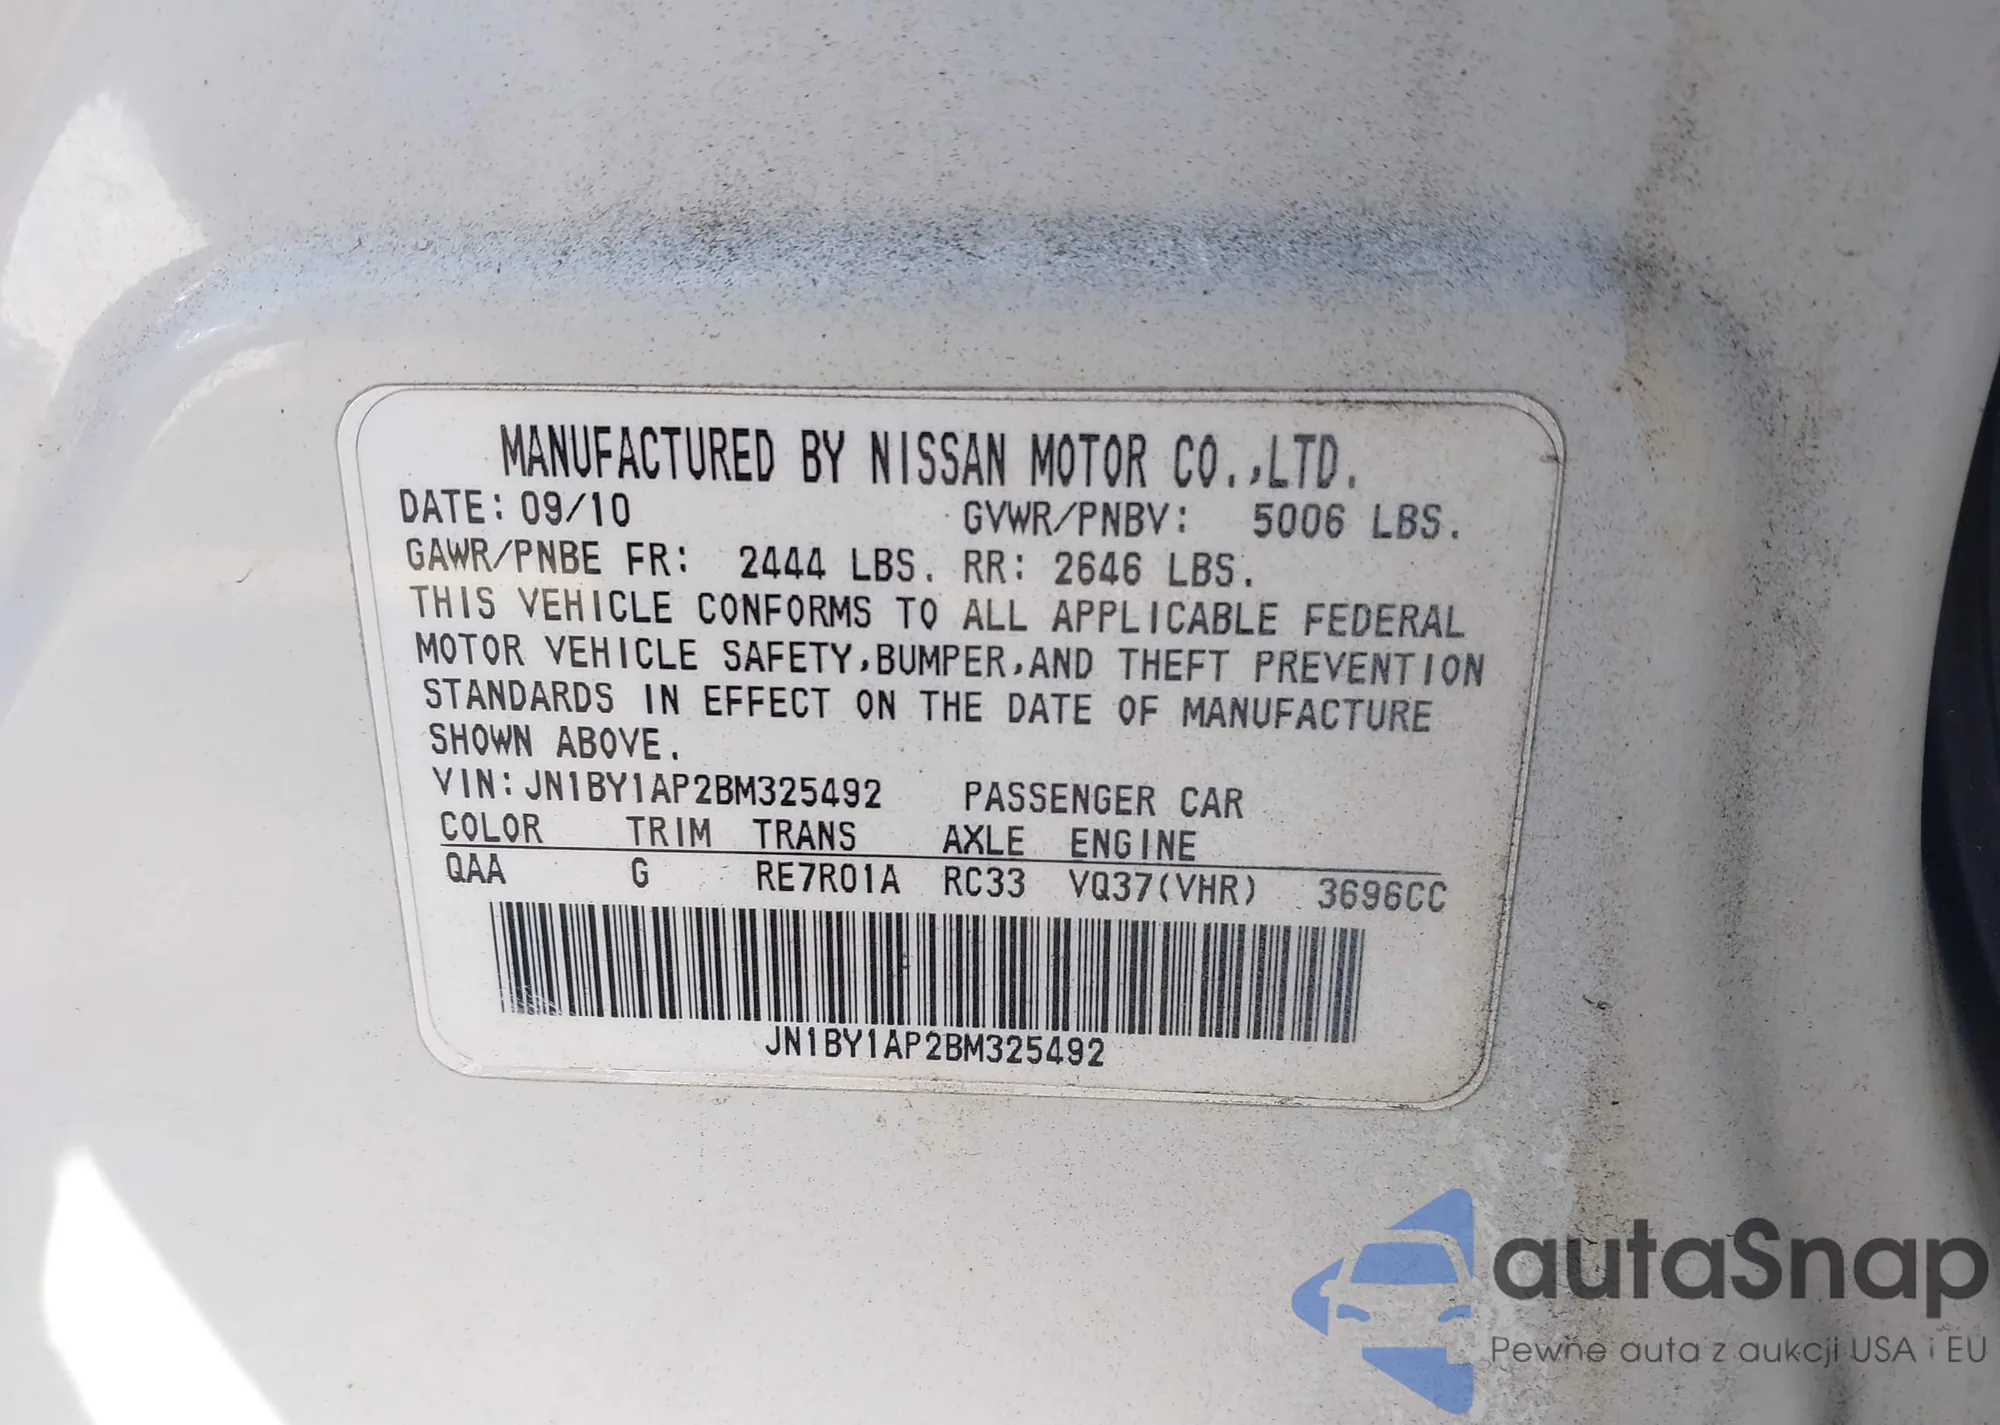 MANUFACTURED BY NISSAN MOTOR CO.,LTD.
DATE: 09/10 GVWR/PNBV: 5006 LBS.
GAWR/PNBE FR: 2444 LBS. RR: 2646 LBS.
THIS VEHICLE CONFORMS TO ALL APPLICABLE FEDERAL
MOTOR VEHICLE SAFETY,BUMPER,AND THEFT PREVENTION
STANDARDS IN EFFECT ON THE DATE OF MANUFACTURE
SHOWN ABOVE.
VIN:JN1BY1AP2BM325492 PASSENGER CAR
COLOR TRIM TRANS AXLE ENGINE
QAA G RE7R01A RC33 VQ37(VHR) 3696CC
JN1BY1AP2BM325492
autaSnap
Pewne auta z aukcji USA i EU